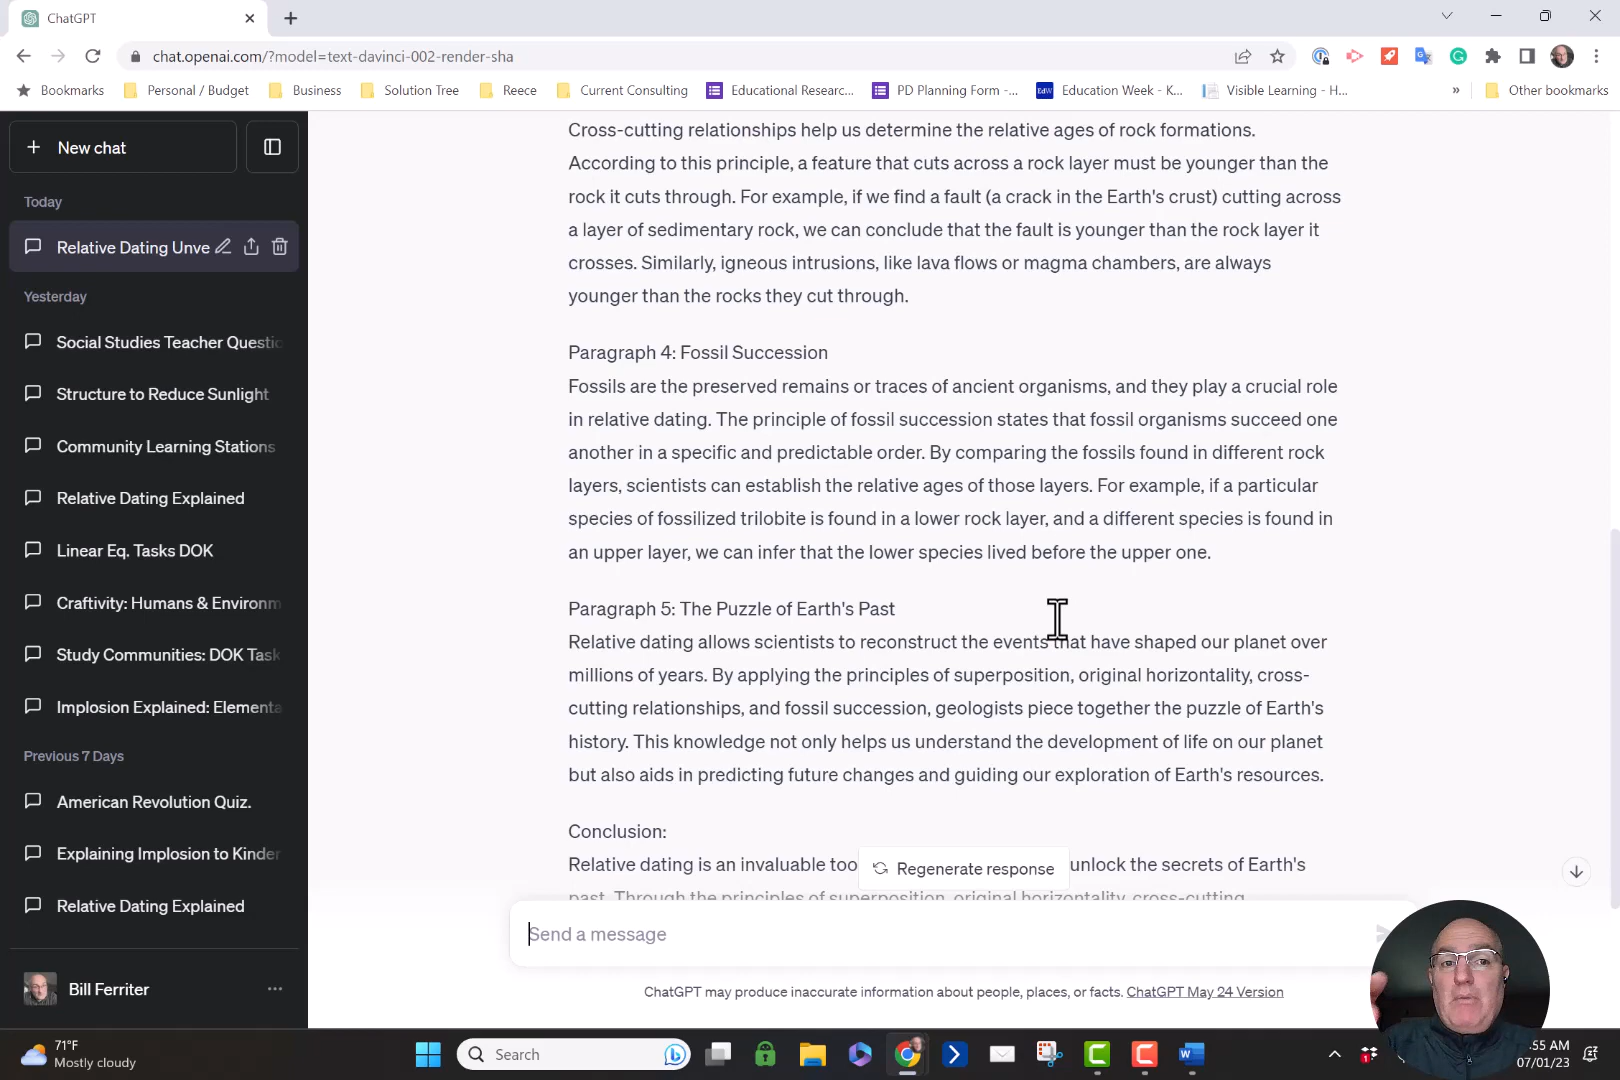 ChatGPT
chat.openai.com/?model=text-davinci-002-render-sha
Bookmarks
Personal / Budget
Business
Solution Tree
Reece
Current Consulting
Educational Researc...
PD Planning Form -...
EdW
Education Week - K...
Visible Learning - H...
»
Other bookmarks
New chat
Today
Relative Dating Unve
Yesterday
Social Studies Teacher Questic
Structure to Reduce Sunlight
Community Learning Stations
Relative Dating Explained
Linear Eq. Tasks DOK
Craftivity: Humans & Environm
Study Communities: DOK Task
Implosion Explained: Elementa
Previous 7 Days
American Revolution Quiz.
Explaining Implosion to Kinder
Relative Dating Explained
Bill Ferriter
Cross-cutting relationships help us determine the relative ages of rock formations.
According to this principle, a feature that cuts across a rock layer must be younger than the
rock it cuts through. For example, if we find a fault (a crack in the Earth's crust) cutting across
a layer of sedimentary rock, we can conclude that the fault is younger than the rock layer it
crosses. Similarly, igneous intrusions, like lava flows or magma chambers, are always
younger than the rocks they cut through.
Paragraph 4: Fossil Succession
Fossils are the preserved remains or traces of ancient organisms, and they play a crucial role
in relative dating. The principle of fossil succession states that fossil organisms succeed one
another in a specific and predictable order. By comparing the fossils found in different rock
layers, scientists can establish the relative ages of those layers. For example, if a particular
species of fossilized trilobite is found in a lower rock layer, and a different species is found in
an upper layer, we can infer that the lower species lived before the upper one.
Paragraph 5: The Puzzle of Earth's Past
Relative dating allows scientists to reconstruct the events that have shaped our planet over
millions of years. By applying the principles of superposition, original horizontality, cross-
cutting relationships, and fossil succession, geologists piece together the puzzle of Earth's
history. This knowledge not only helps us understand the development of life on our planet
but also aids in predicting future changes and guiding our exploration of Earth's resources.
Conclusion:
Relative dating is an invaluable too unlock the secrets of Earth's
past. Through the principles of superposition, original horizontality, cross-cutting
Regenerate response
Send a message
ChatGPT may produce inaccurate information about people, places, or facts. ChatGPT May 24 Version
71°F
Mostly cloudy
Search
1
:55 AM
07/01/23